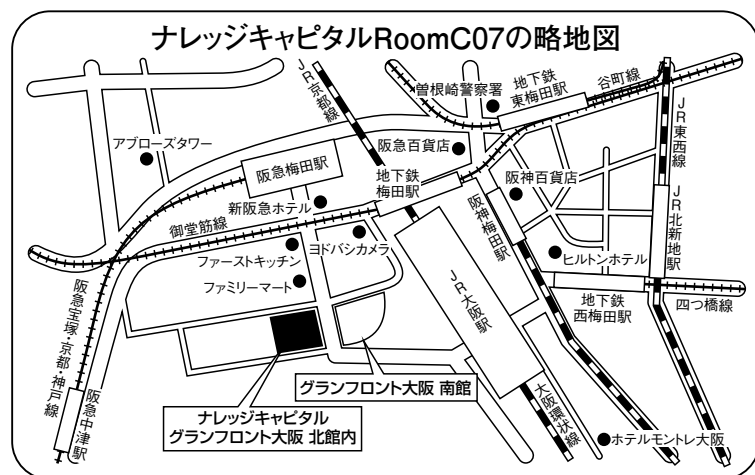 ナレッジキャピタルRoomC07の略地図
JR京都線
曽根崎警察署
地下鉄
東梅田駅
谷町線
JR東西線
アプローズタワー
阪急梅田駅
阪急百貨店
地下鉄
梅田駅
阪神百貨店
新阪急ホテル
阪神梅田駅
JR北新地駅
御堂筋線
ヨドバシカメラ
ファーストキッチン
ヒルトンホテル
ファミリーマート
JR大阪駅
地下鉄
西梅田駅
四つ橋線
阪急宝塚・京都・神戸線
阪急中津駅
グランフロント大阪 南館
ナレッジキャピタル
グランフロント大阪 北館内
大阪環状線
ホテルモントレ大阪